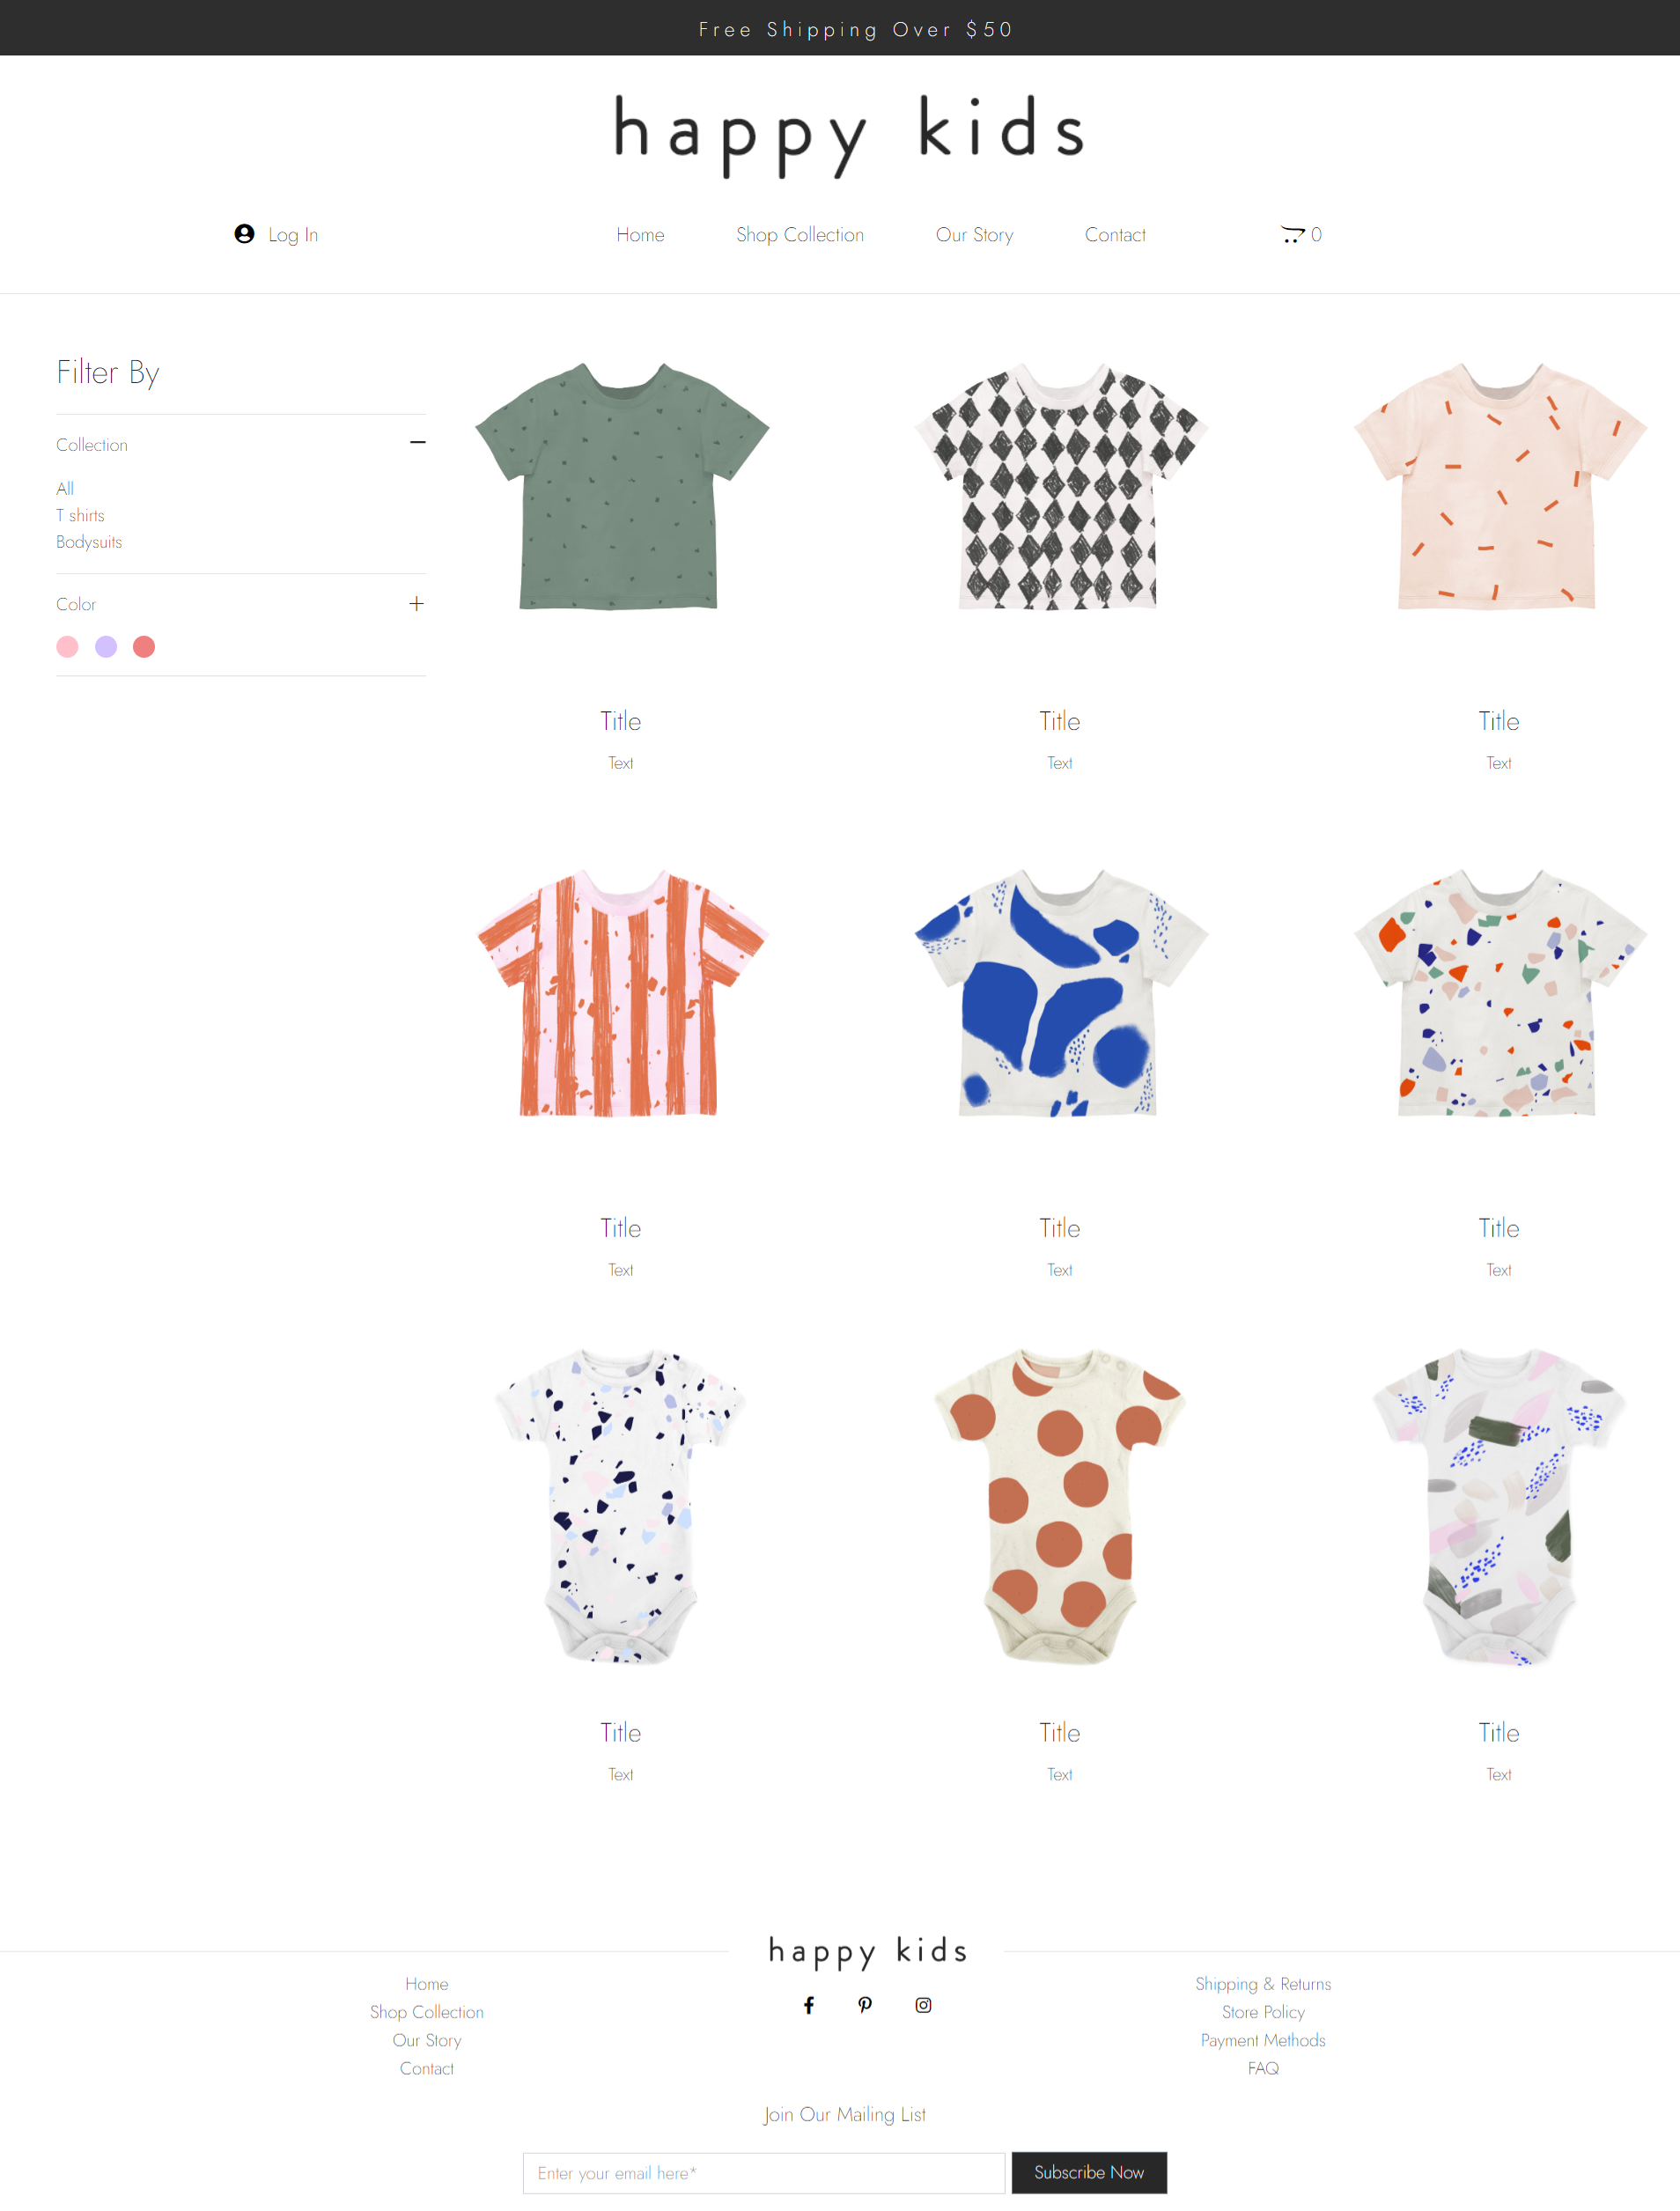 Free Shipping Over $50
happy kids
Log In
Home
Shop Collection
Our Story
Contact
0
Filter By
Collection
All
T shirts
Bodysuits
Color
Title
Title
Title
Text
Text
Text
Title
Title
Title
Text
Text
Text
Title
Title
Title
Text
Text
Text
happy kids
Home
Shop Collection
Our Story
Contact
Shipping & Returns
Store Policy
Payment Methods
FAQ
Join Our Mailing List
Enter your email here*
Subscribe Now